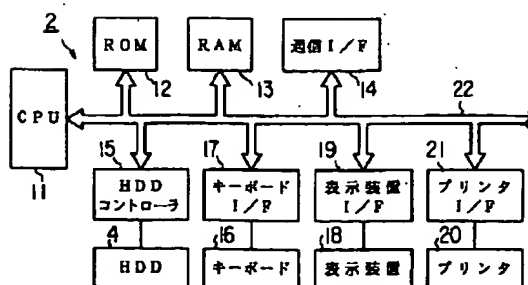 2
ROM
RAM
通信I/F
12
13
14
22
CPU
11
15
17
19
21
HDD
コントローラ
キーボード
I/F
表示装置
I/F
プリンタ
I/F
4
16
18
20
HDD
キーボード
表示装置
プリンタ